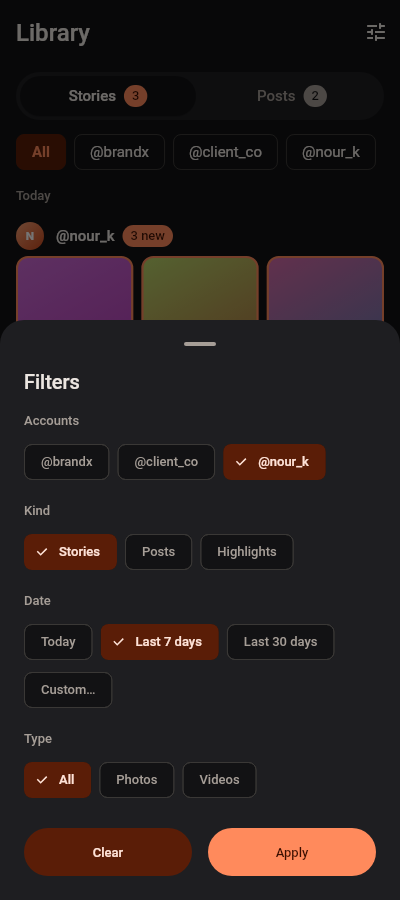 Library
Stories 3 Posts 2
All @brandx @client_co @nour_k
Today
N @nour_k 3 new
Filters
Accounts
@brandx @client_co @nour_k
Kind
Stories Posts Highlights
Date
Today Last 7 days Last 30 days
Custom…
Type
All Photos Videos
Clear Apply